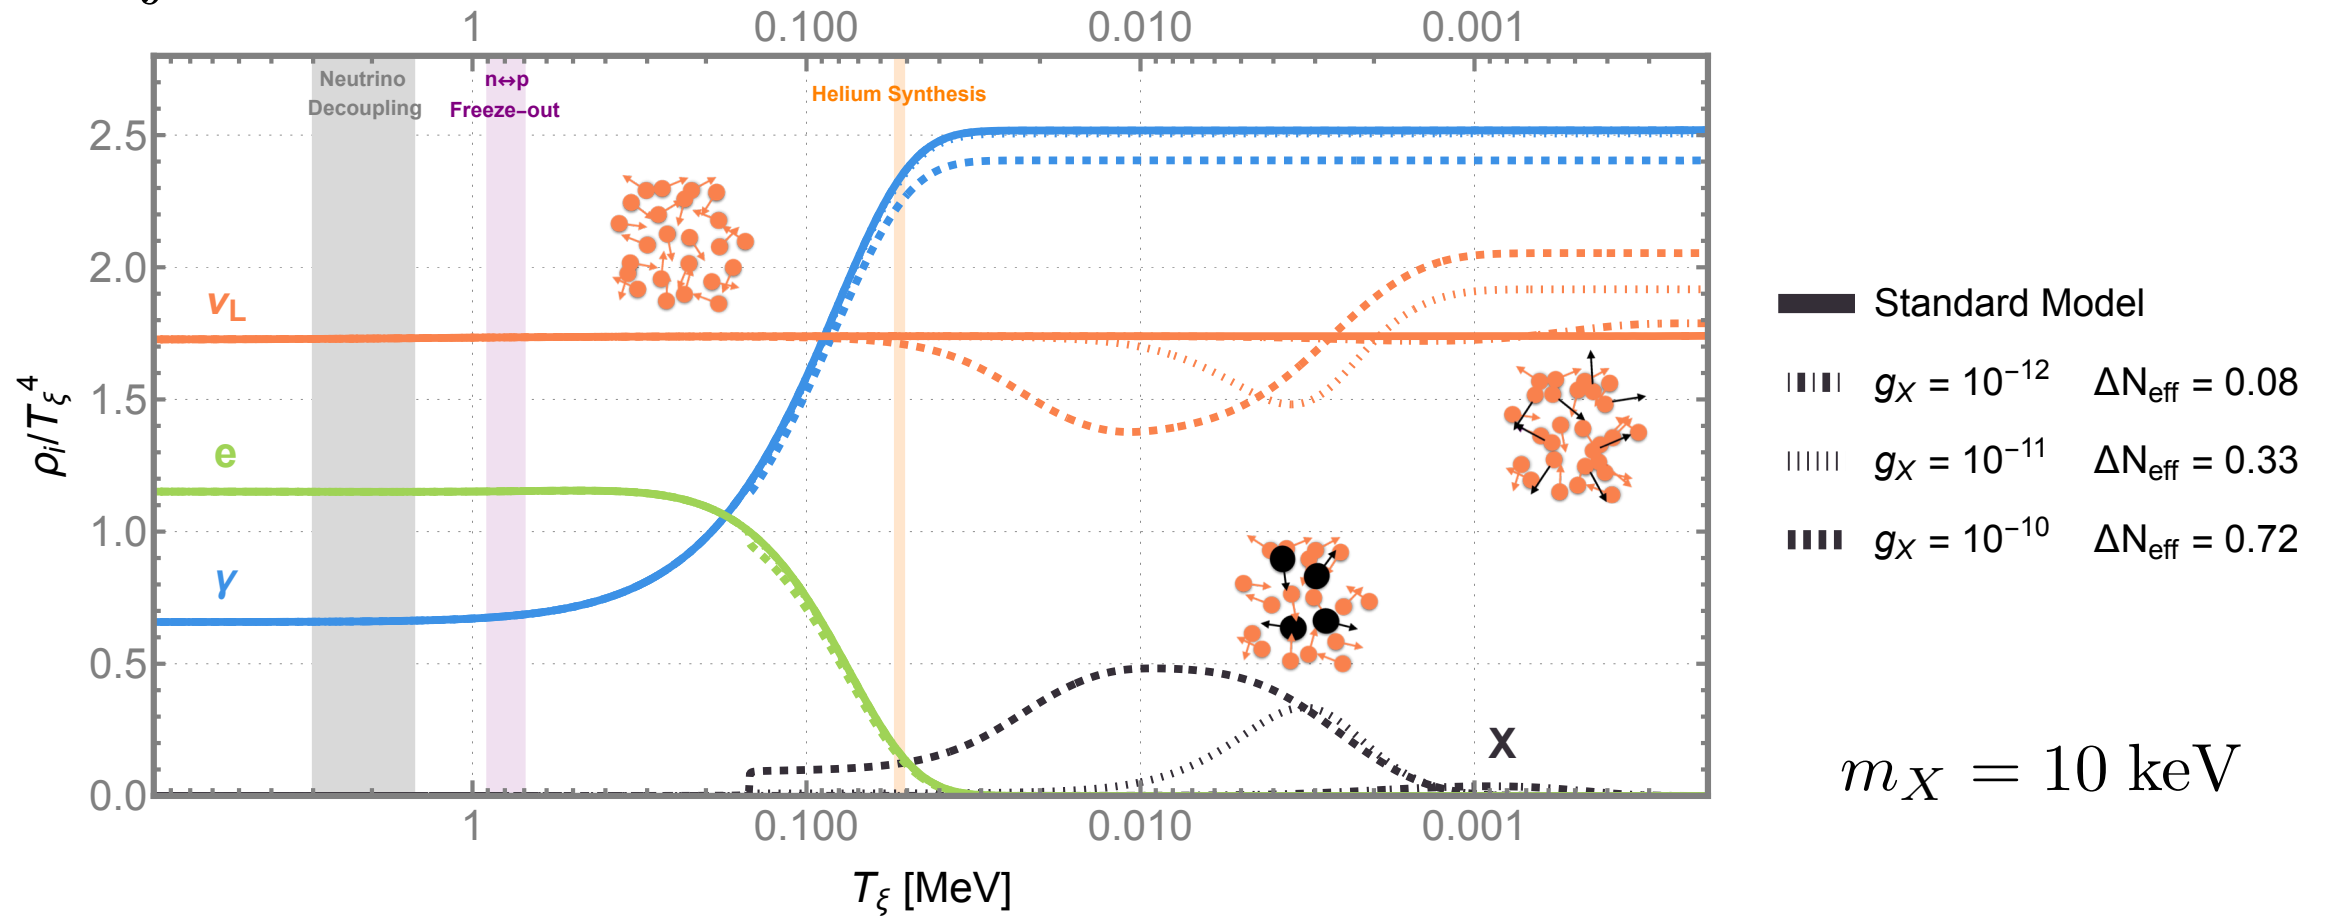 1 0.100 0.010 0.001
Neutrino
Decoupling
n↔p
Freeze–out
Helium Synthesis
2.5
2.0
1.5
1.0
0.5
0.0
ρᵢ/T_ξ⁴
ν_L
e
γ
X
1 0.100 0.010 0.001
T_ξ [MeV]
Standard Model
g_X = 10⁻¹² ΔN_eff = 0.08
g_X = 10⁻¹¹ ΔN_eff = 0.33
g_X = 10⁻¹⁰ ΔN_eff = 0.72
m_X = 10 keV